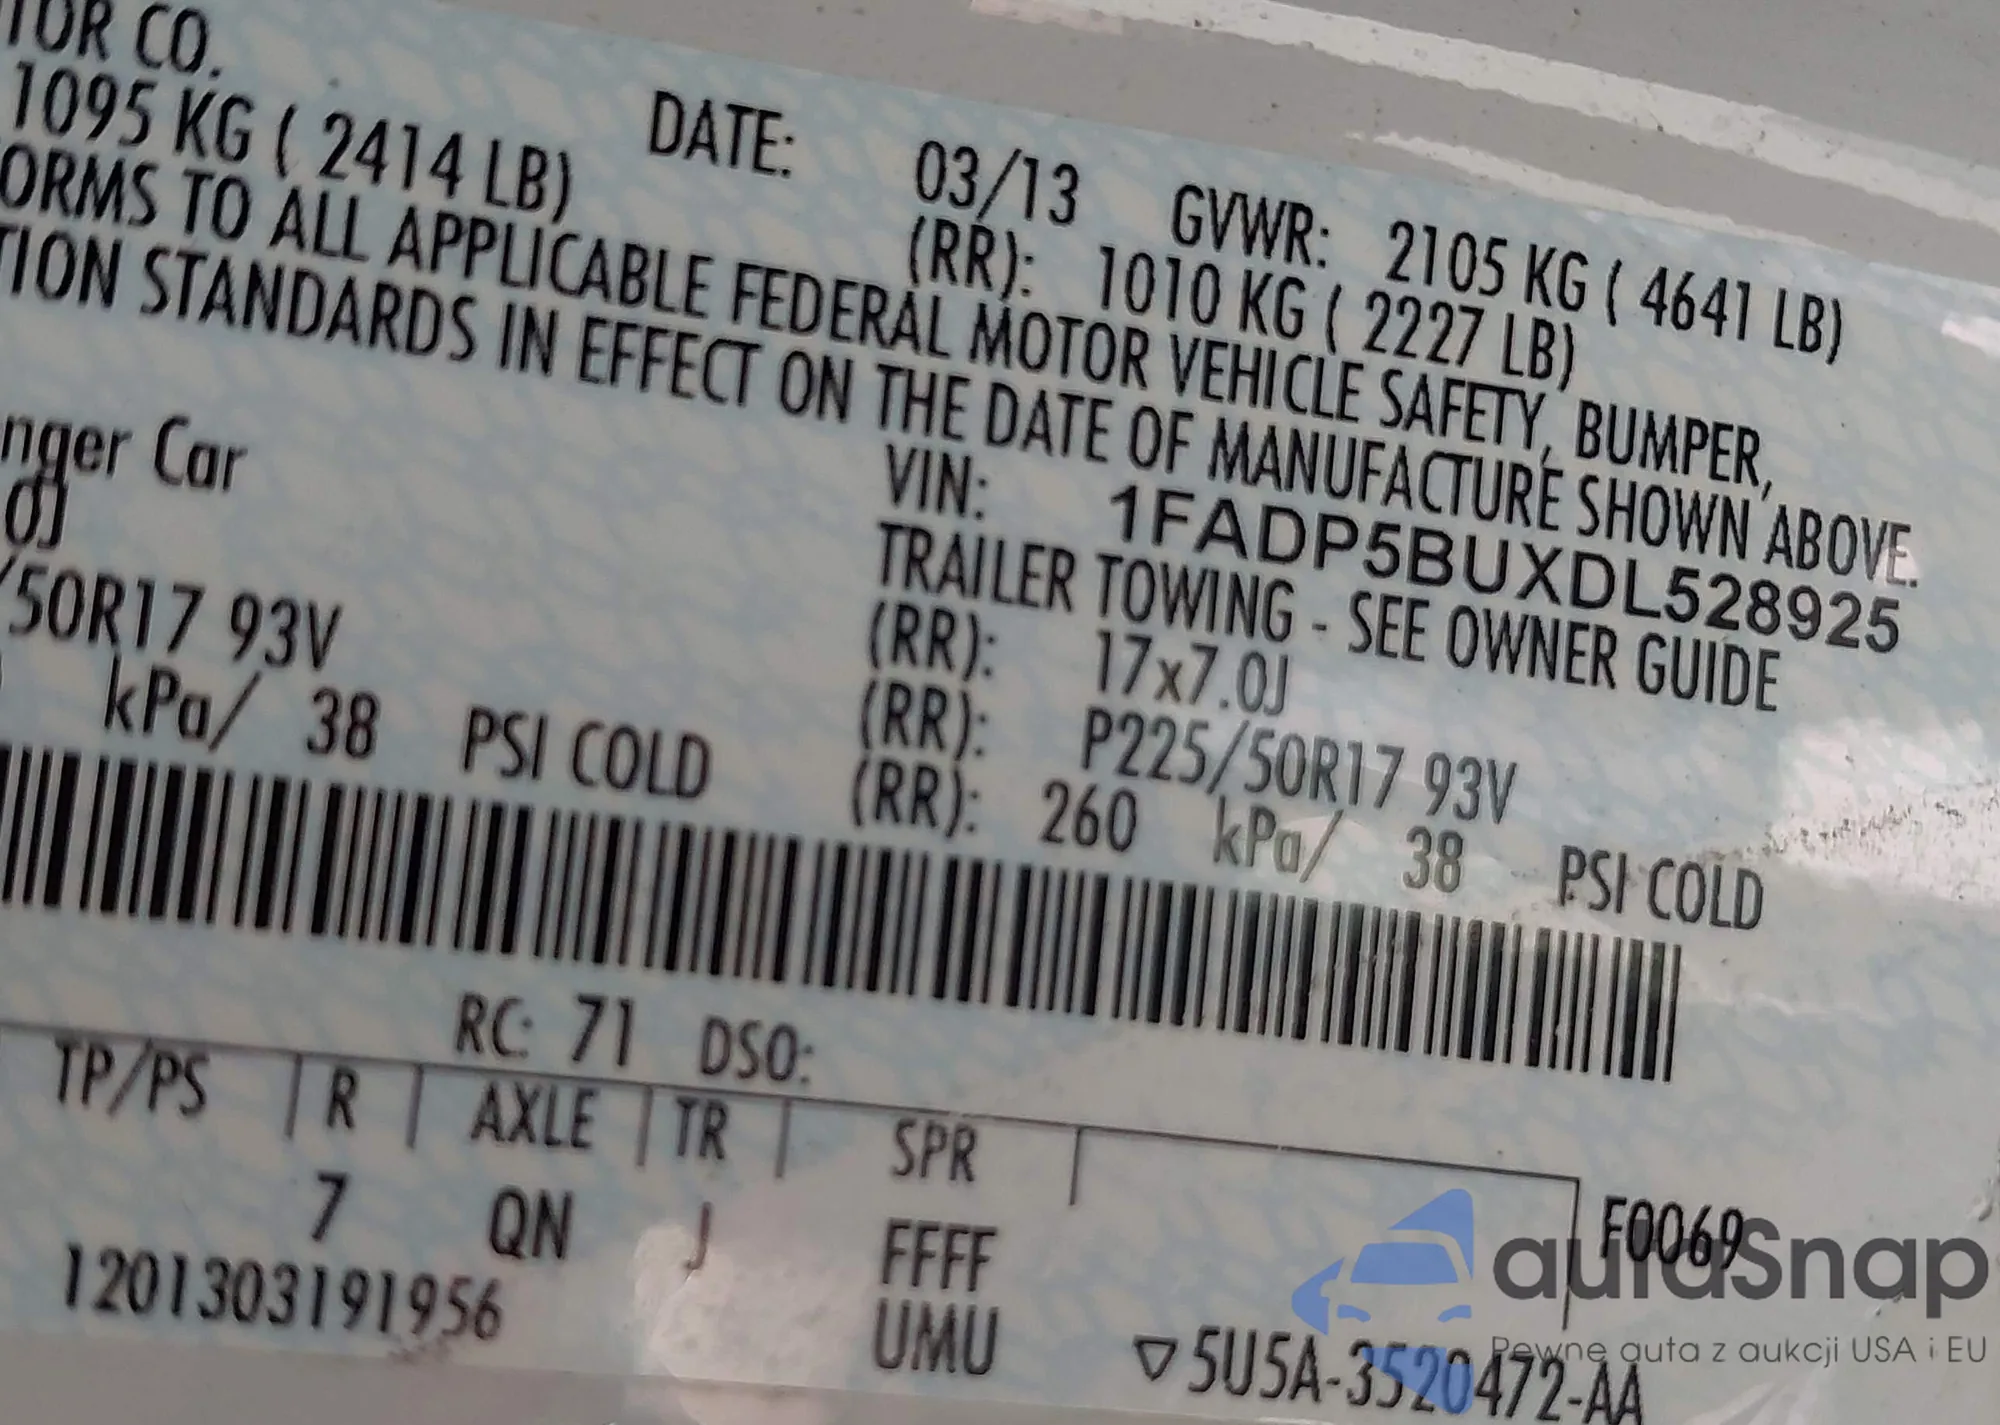 TOR CO.
DATE: 03/13 GVWR: 2105 KG ( 4641 LB)
1095 KG ( 2414 LB) (RR): 1010 KG ( 2227 LB)
ORMS TO ALL APPLICABLE FEDERAL MOTOR VEHICLE SAFETY, BUMPER,
TION STANDARDS IN EFFECT ON THE DATE OF MANUFACTURE SHOWN ABOVE.
VIN: 1FADP5BUXDL528925
nger Car TRAILER TOWING - SEE OWNER GUIDE
0J (RR): 17x7.0J
/50R17 93V (RR): P225/50R17 93V
kPa/ 38 PSI COLD (RR): 260 kPa/ 38 PSI COLD
RC: 71 DSO:
TP/PS R AXLE TR SPR
7 QN J FFFF F0069
1201303191956 UMU
▽5U5A-3520472-AA
autaSnap
Pewne auta z aukcji USA i EU